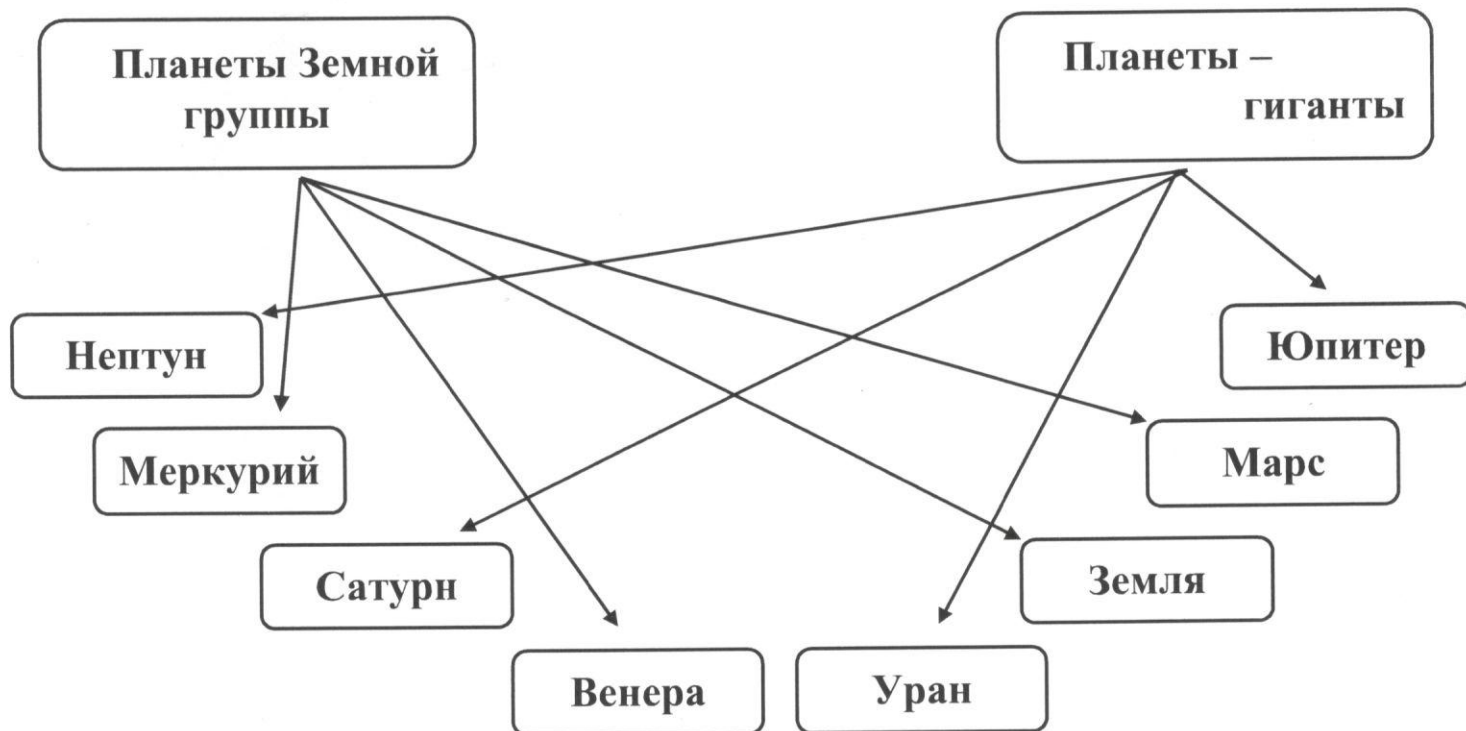 Планеты Земной
группы
Планеты –
гиганты
Нептун
Юпитер
Меркурий
Марс
Сатурн
Земля
Венера
Уран